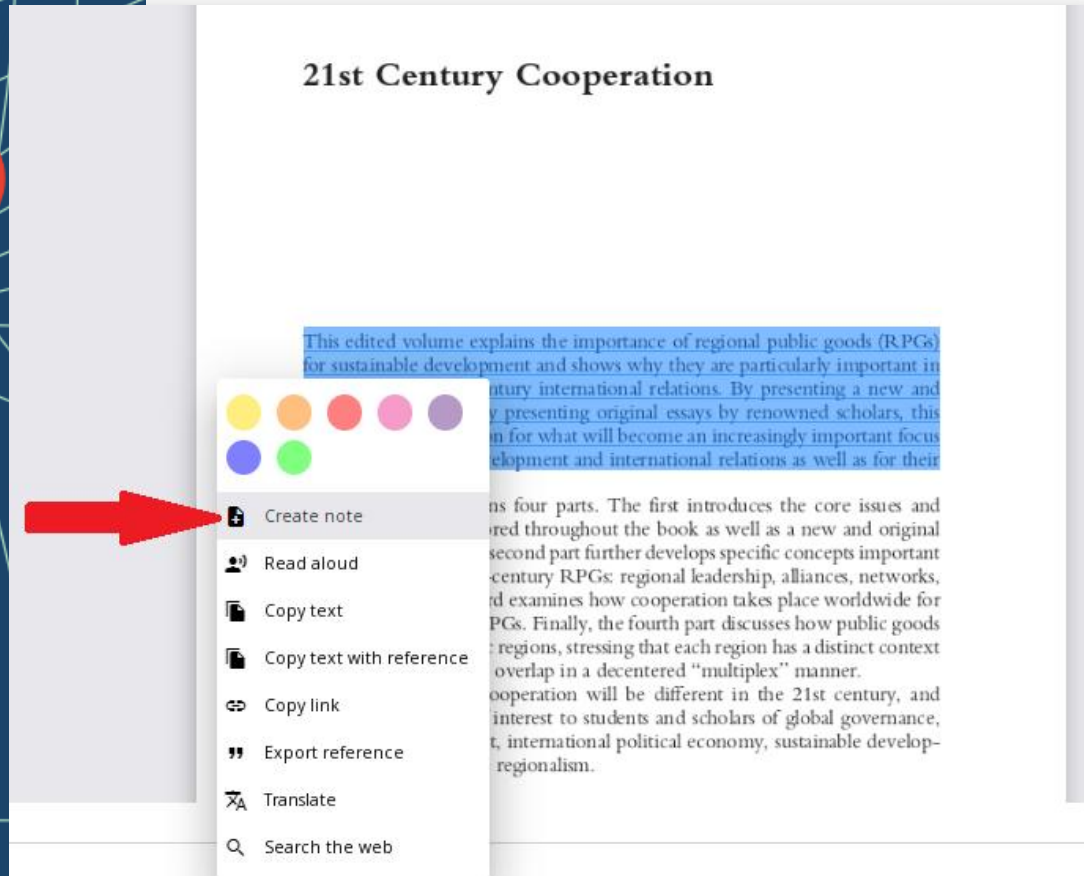 21st Century Cooperation
This edited volume explains the importance of regional public goods (RPGs)
for sustainable development and shows why they are particularly important in
ntury international relations. By presenting a new and
y presenting original essays by renowned scholars, this
n for what will become an increasingly important focus
elopment and international relations as well as for their
Create note
Read aloud
Copy text
Copy text with reference
Copy link
Export reference
Translate
Search the web
ns four parts. The first introduces the core issues and
red throughout the book as well as a new and original
second part further develops specific concepts important
-century RPGs: regional leadership, alliances, networks,
rd examines how cooperation takes place worldwide for
PGs. Finally, the fourth part discusses how public goods
regions, stressing that each region has a distinct context
overlap in a decentered “multiplex” manner.
ooperation will be different in the 21st century, and
interest to students and scholars of global governance,
t, international political economy, sustainable develop-
regionalism.